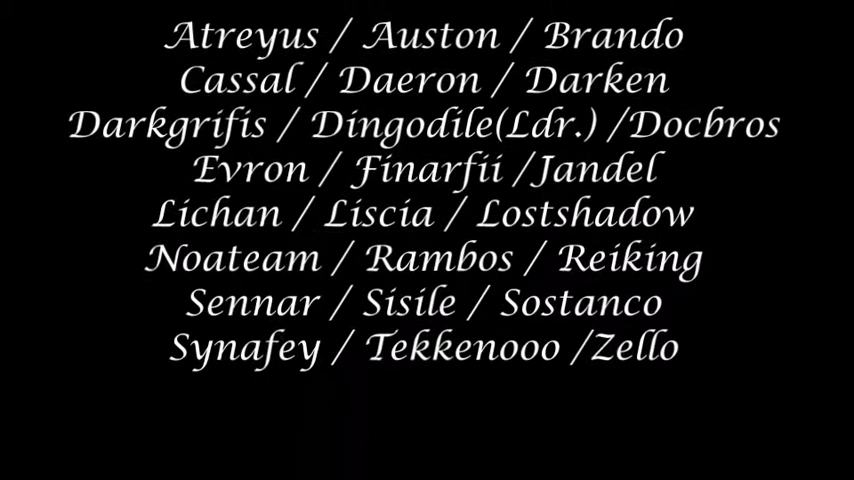 Atreyus / Auston / Brando
Cassal / Daeron / Darken
Darkgrifis / Dingodile(Ldr.) /Docbros
Evron / Finarfii /Jandel
Lichan / Liscia / Lostshadow
Noateam / Rambos / Reiking
Sennar / Sisile / Sostanco
Synafey / Tekkenooo /Zello